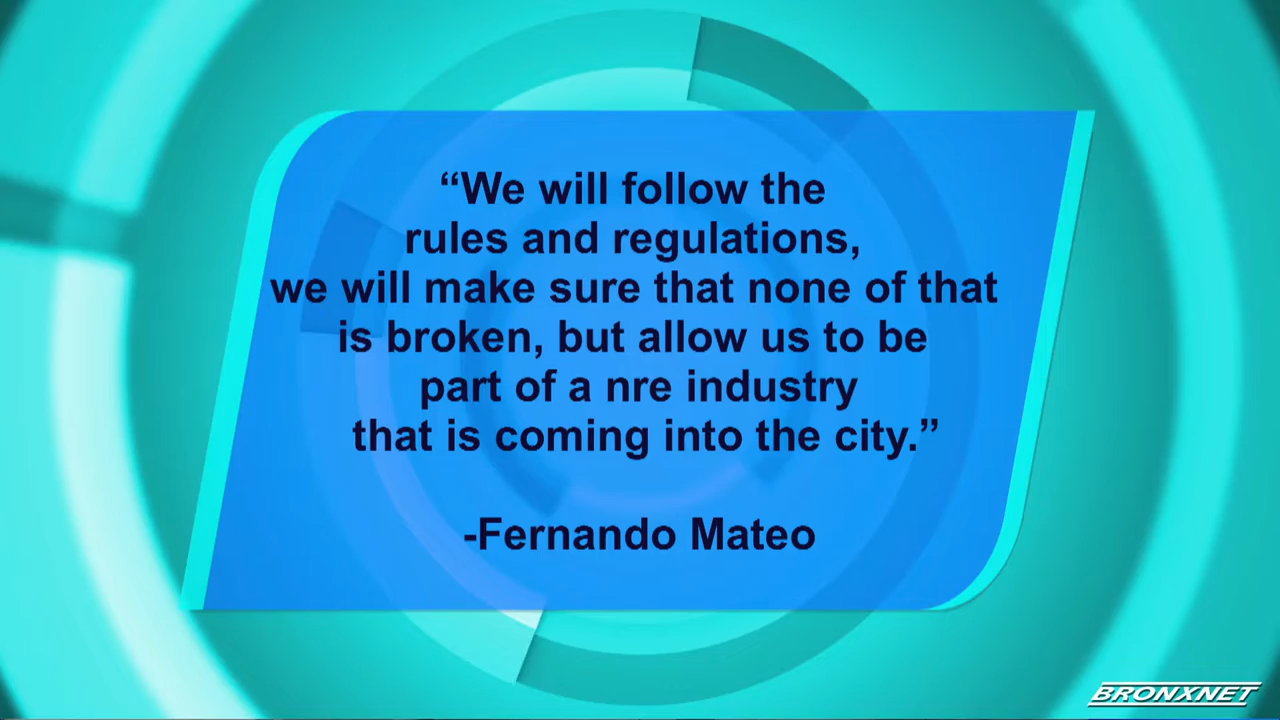 “We will follow the
rules and regulations,
we will make sure that none of that
is broken, but allow us to be
part of a nre industry
that is coming into the city.”
-Fernando Mateo
BRONXNET